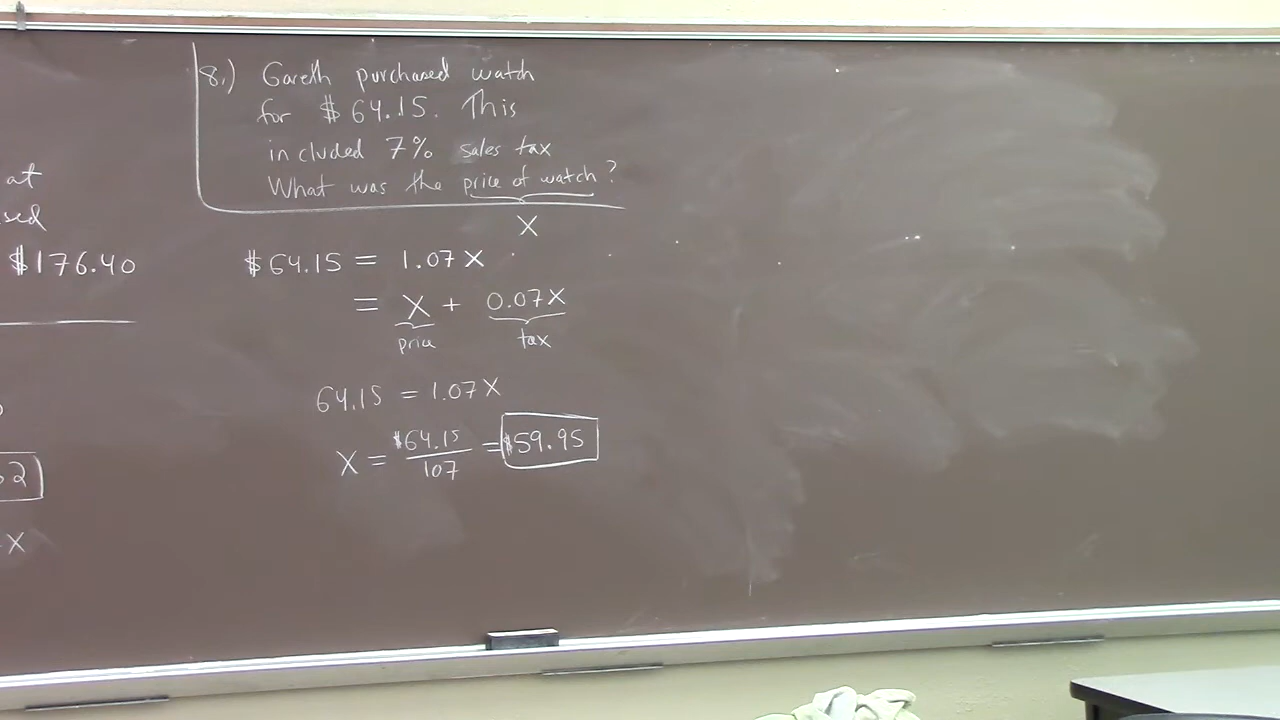 at
sed
$176.40
52
X
8.) Gareth purchased watch
for $64.15. This
included 7% sales tax
What was the price of watch?
X
$64.15 = 1.07X
= X + 0.07X
price tax
64.15 = 1.07X
X = $64.15 / 107 = $59.95